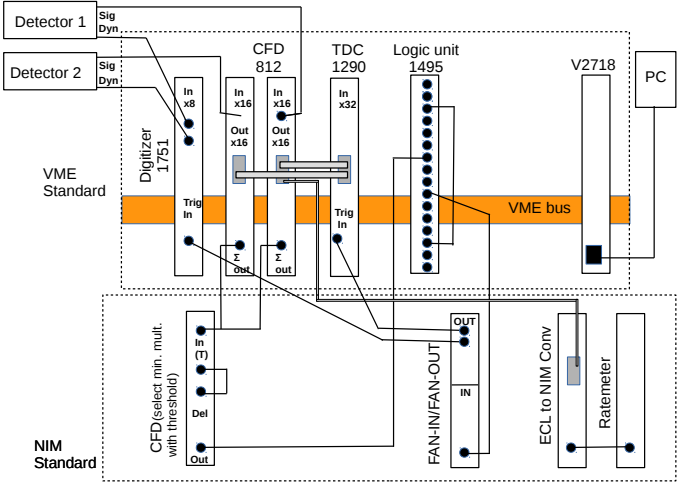 Detector 1
Sig
Dyn
Detector 2
Sig
Dyn
CFD
812
TDC
1290
Logic unit
1495
V2718
PC
In
x8
In
x16
In
x16
In
x32
Out
x16
Out
x16
Digitizer
1751
VME
Standard
Trig
In
Trig
In
VME bus
Σ
out
Σ
out
CFD(select min. mult.
with threshold)
In
(T)
Del
Out
FAN-IN/FAN-OUT
OUT
IN
ECL to NIM Conv
Ratemeter
NIM
Standard